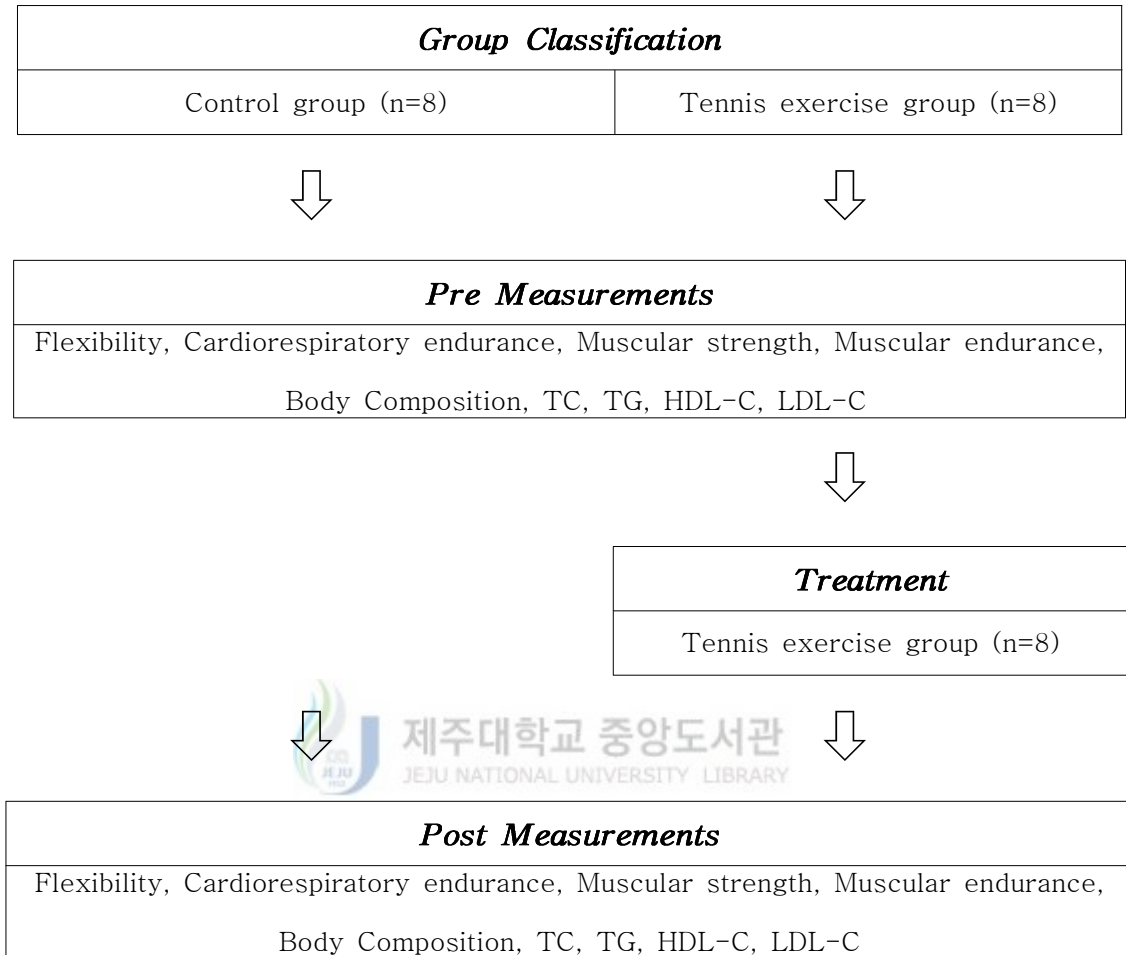 Group Classification
Control group (n=8)
Tennis exercise group (n=8)
Pre Measurements
Flexibility, Cardiorespiratory endurance, Muscular strength, Muscular endurance,
Body Composition, TC, TG, HDL-C, LDL-C
Treatment
Tennis exercise group (n=8)
제주대학교 중앙도서관
JEJU NATIONAL UNIVERSITY LIBRARY
JEJU
1952
Post Measurements
Flexibility, Cardiorespiratory endurance, Muscular strength, Muscular endurance,
Body Composition, TC, TG, HDL-C, LDL-C